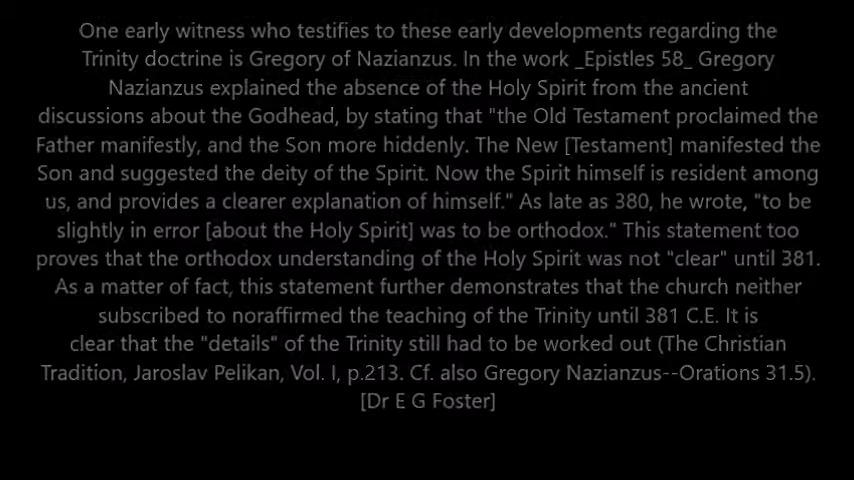 One early witness who testifies to these early developments regarding the
Trinity doctrine is Gregory of Nazianzus. In the work _Epistles 58_ Gregory
Nazianzus explained the absence of the Holy Spirit from the ancient
discussions about the Godhead, by stating that "the Old Testament proclaimed the
Father manifestly, and the Son more hiddenly. The New [Testament] manifested the
Son and suggested the deity of the Spirit. Now the Spirit himself is resident among
us, and provides a clearer explanation of himself." As late as 380, he wrote, "to be
slightly in error [about the Holy Spirit] was to be orthodox." This statement too
proves that the orthodox understanding of the Holy Spirit was not "clear" until 381.
As a matter of fact, this statement further demonstrates that the church neither
subscribed to noraffirmed the teaching of the Trinity until 381 C.E. It is
clear that the "details" of the Trinity still had to be worked out (The Christian
Tradition, Jaroslav Pelikan, Vol. I, p.213. Cf. also Gregory Nazianzus--Orations 31.5).
[Dr E G Foster]